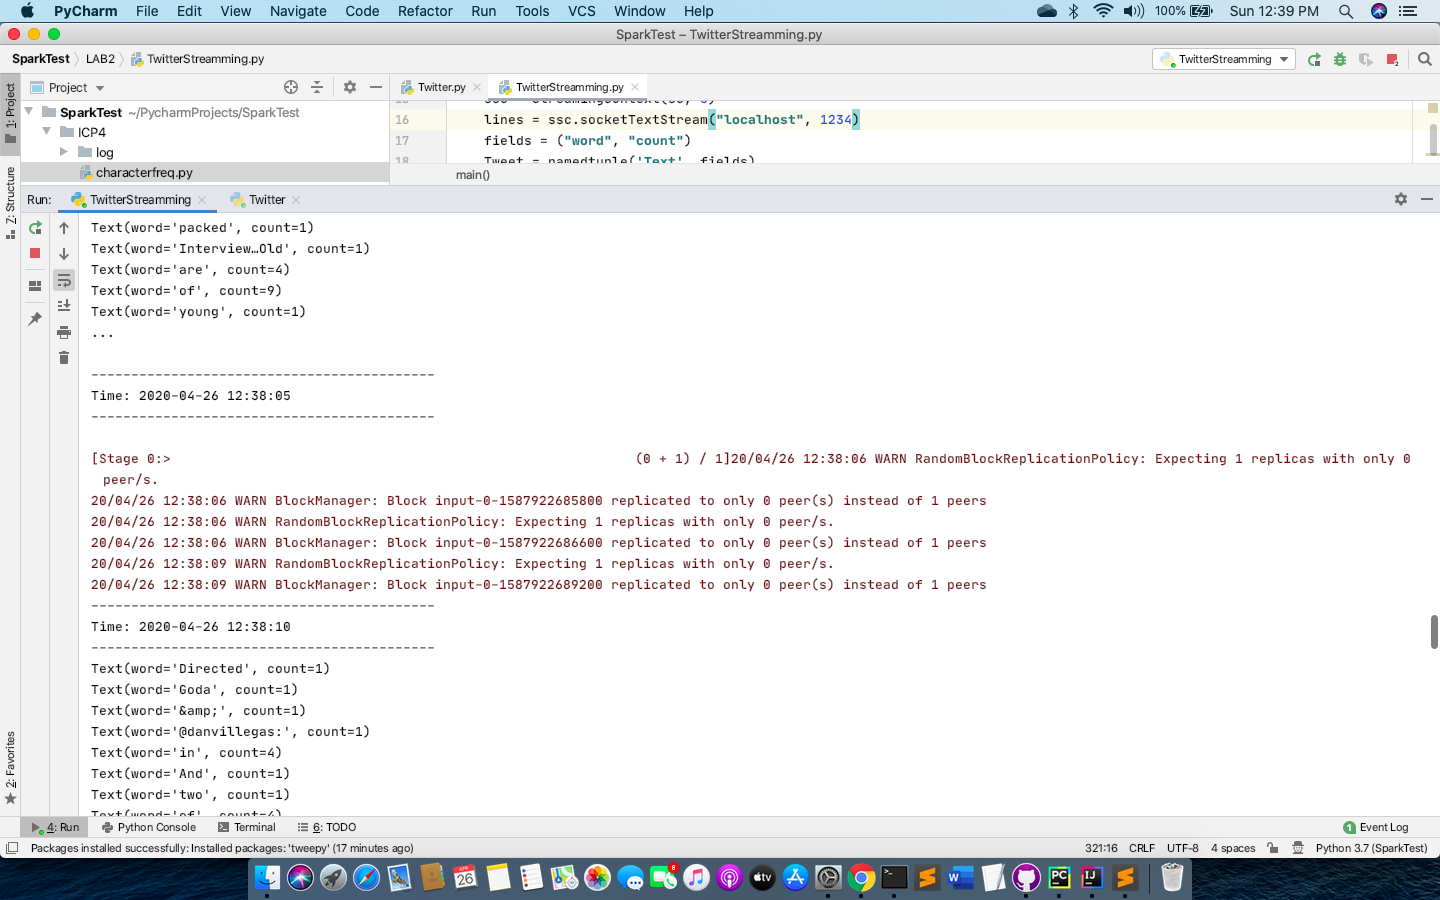 PyCharm File Edit View Navigate Code Refactor Run Tools VCS Window Help 100% Sun 12:39 PM
SparkTest – TwitterStreamming.py
SparkTest LAB2 TwitterStreamming.py TwitterStreamming
Project Twitter.py TwitterStreamming.py
1: Project
SparkTest ~/PycharmProjects/SparkTest
ICP4
log
characterfreq.py
16 lines = ssc.socketTextStream("localhost", 1234)
17 fields = ("word", "count")
18 Tweet = namedtuple('Text', fields)
main()
7: Structure
Run: TwitterStreamming Twitter
Text(word='packed', count=1)
Text(word='Interview…Old', count=1)
Text(word='are', count=4)
Text(word='of', count=9)
Text(word='young', count=1)
...
-------------------------------------------
Time: 2020-04-26 12:38:05
-------------------------------------------
[Stage 0:> (0 + 1) / 1]20/04/26 12:38:06 WARN RandomBlockReplicationPolicy: Expecting 1 replicas with only 0
peer/s.
20/04/26 12:38:06 WARN BlockManager: Block input-0-1587922685800 replicated to only 0 peer(s) instead of 1 peers
20/04/26 12:38:06 WARN RandomBlockReplicationPolicy: Expecting 1 replicas with only 0 peer/s.
20/04/26 12:38:06 WARN BlockManager: Block input-0-1587922686600 replicated to only 0 peer(s) instead of 1 peers
20/04/26 12:38:09 WARN RandomBlockReplicationPolicy: Expecting 1 replicas with only 0 peer/s.
20/04/26 12:38:09 WARN BlockManager: Block input-0-1587922689200 replicated to only 0 peer(s) instead of 1 peers
-------------------------------------------
Time: 2020-04-26 12:38:10
-------------------------------------------
Text(word='Directed', count=1)
Text(word='Goda', count=1)
Text(word='&amp;', count=1)
Text(word='@danvillegas:', count=1)
Text(word='in', count=4)
Text(word='And', count=1)
Text(word='two', count=1)
Text(word='of', count=4)
2: Favorites
4: Run Python Console Terminal 6: TODO 1 Event Log
Packages installed successfully: Installed packages: 'tweepy' (17 minutes ago) 321:16 CRLF UTF-8 4 spaces Python 3.7 (SparkTest)
26 8 tv PC IJ